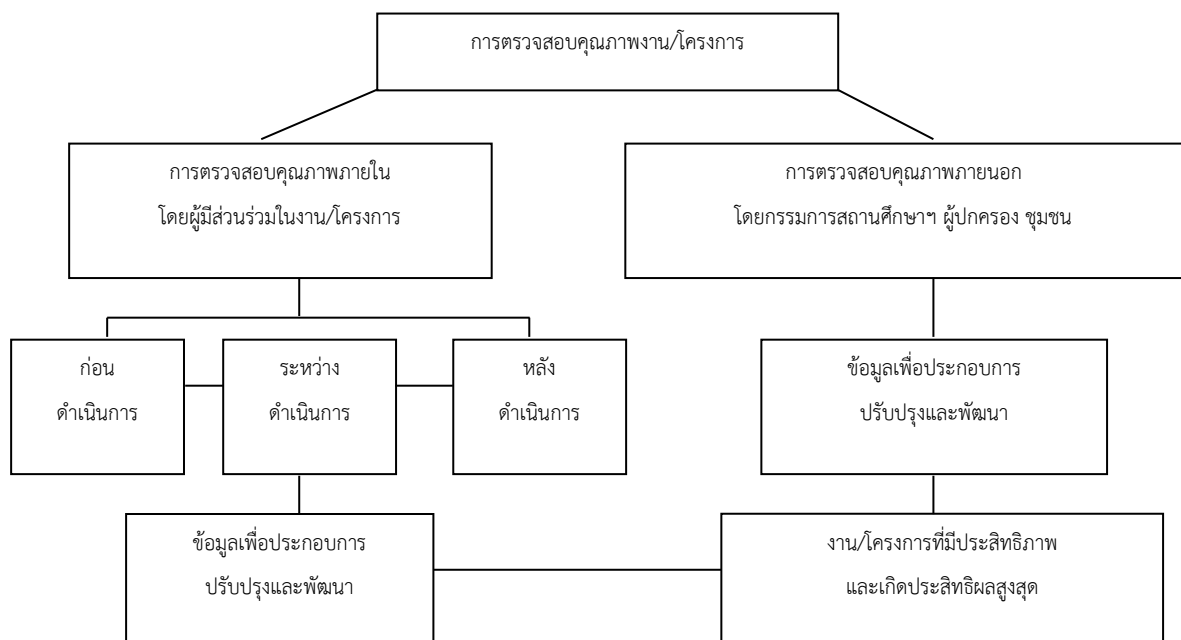 การตรวจสอบคุณภาพงาน/โครงการ
การตรวจสอบคุณภาพภายใน
โดยผู้มีส่วนร่วมในงาน/โครงการ
การตรวจสอบคุณภาพภายนอก
โดยกรรมการสถานศึกษาฯ ผู้ปกครอง ชุมชน
ก่อน
ดำเนินการ
ระหว่าง
ดำเนินการ
หลัง
ดำเนินการ
ข้อมูลเพื่อประกอบการ
ปรับปรุงและพัฒนา
ข้อมูลเพื่อประกอบการ
ปรับปรุงและพัฒนา
งาน/โครงการที่มีประสิทธิภาพ
และเกิดประสิทธิผลสูงสุด